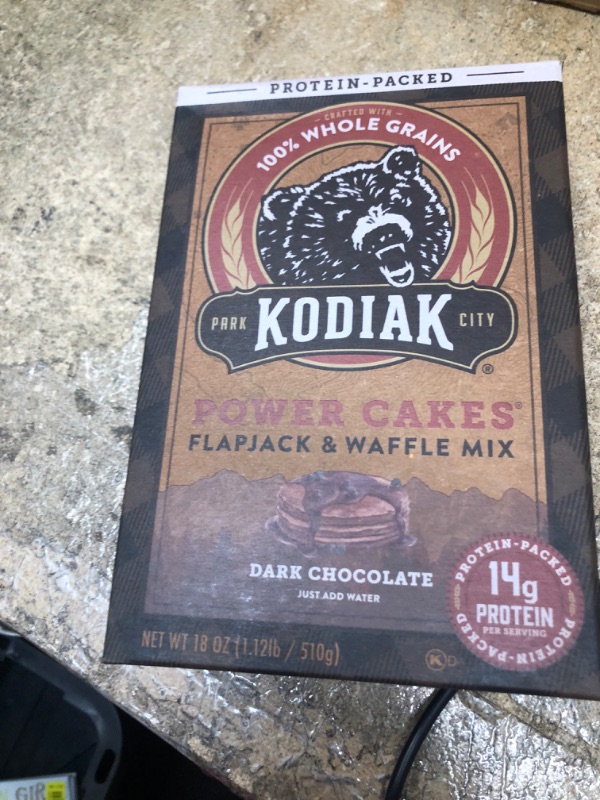 PROTEIN-PACKED
CRAFTED WITH
100% WHOLE GRAINS
PARK KODIAK CITY
®
POWER CAKES®
FLAPJACK & WAFFLE MIX
DARK CHOCOLATE
JUST ADD WATER
PROTEIN-PACKED
14g
PROTEIN
PER SERVING
PROTEIN-PACKED
NET WT 18 OZ (1.12lb / 510g)
K D
GIR